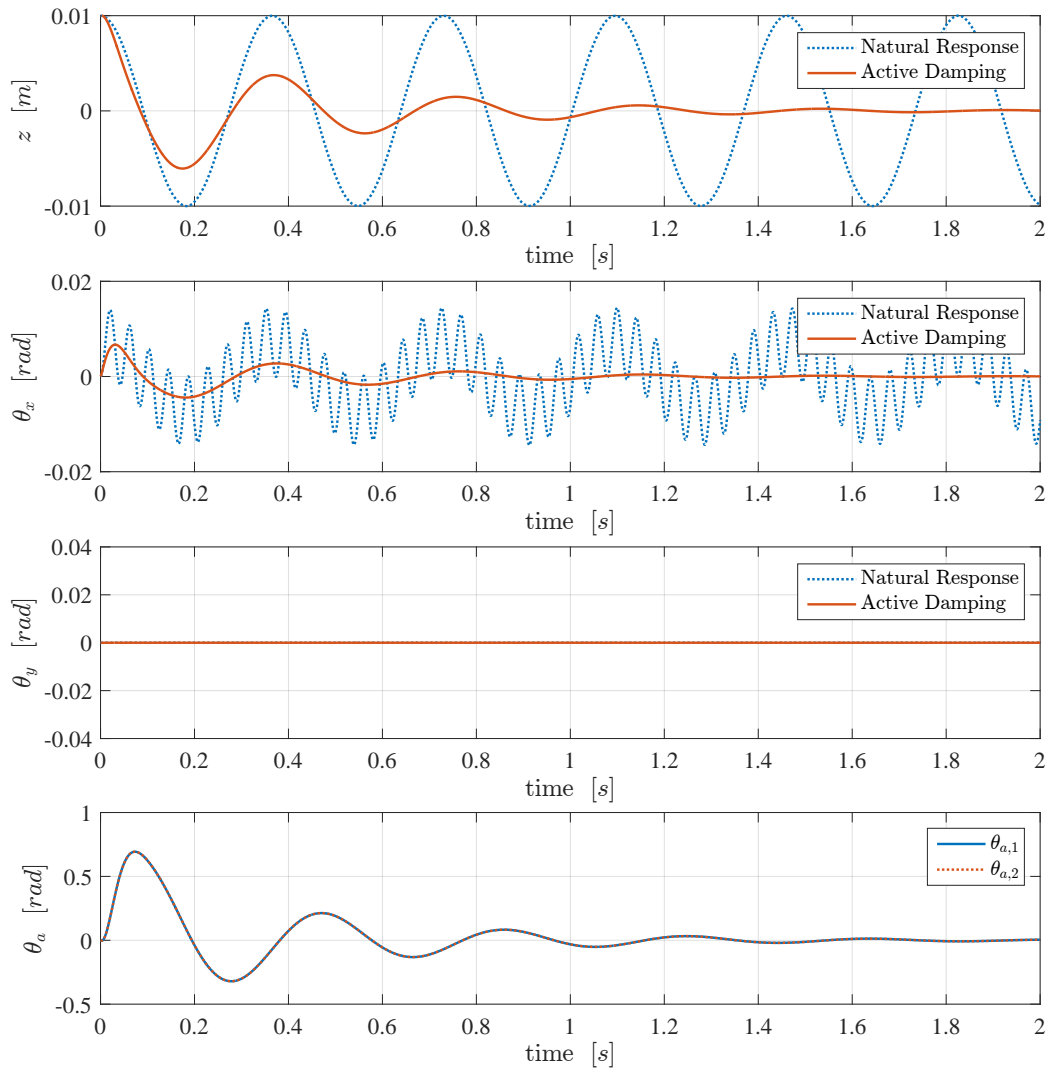 0.01
0
-0.01
z [m]
Natural Response
Active Damping
0 0.2 0.4 0.6 0.8 1 1.2 1.4 1.6 1.8 2
time [s]
0.02
0
-0.02
θ_x [rad]
Natural Response
Active Damping
0 0.2 0.4 0.6 0.8 1 1.2 1.4 1.6 1.8 2
time [s]
0.04
0.02
0
-0.02
-0.04
θ_y [rad]
Natural Response
Active Damping
0 0.2 0.4 0.6 0.8 1 1.2 1.4 1.6 1.8 2
time [s]
1
0.5
0
-0.5
θ_a [rad]
θ_{a,1}
θ_{a,2}
0 0.2 0.4 0.6 0.8 1 1.2 1.4 1.6 1.8 2
time [s]